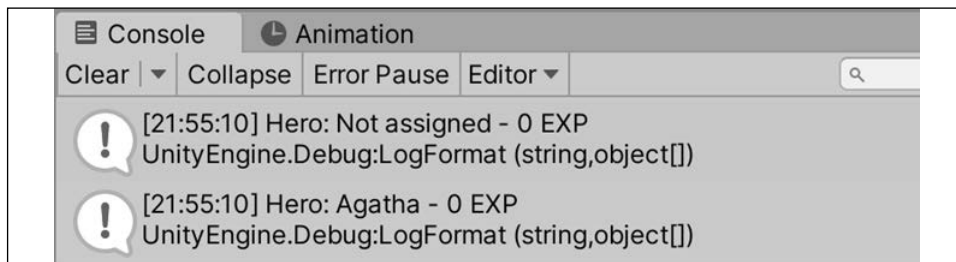 Console Animation
Clear Collapse Error Pause Editor
[21:55:10] Hero: Not assigned - 0 EXP
UnityEngine.Debug:LogFormat (string,object[])
[21:55:10] Hero: Agatha - 0 EXP
UnityEngine.Debug:LogFormat (string,object[])